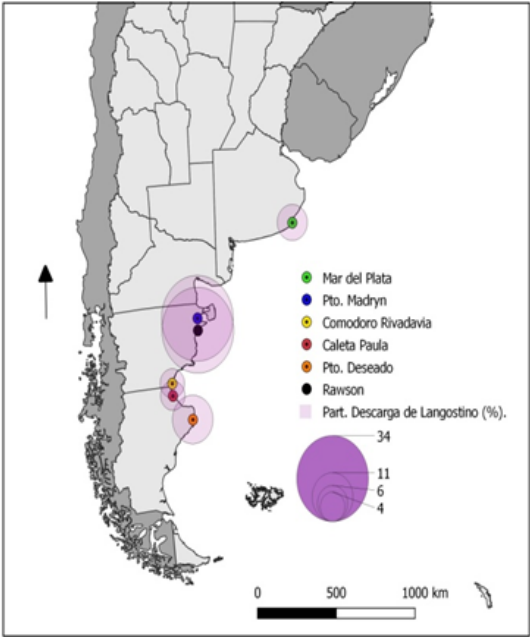 Mar del Plata
Pto. Madryn
Comodoro Rivadavia
Caleta Paula
Pto. Deseado
Rawson
Part. Descarga de Langostino (%).
34
11
6
4
0 500 1000 km